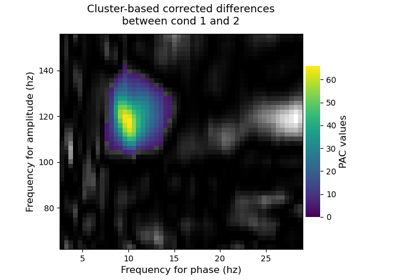 Cluster-based corrected differences
between cond 1 and 2
Frequency for amplitude (hz)
140
120
100
80
5 10 15 20 25
Frequency for phase (hz)
60
50
40
30
20
10
0
PAC values